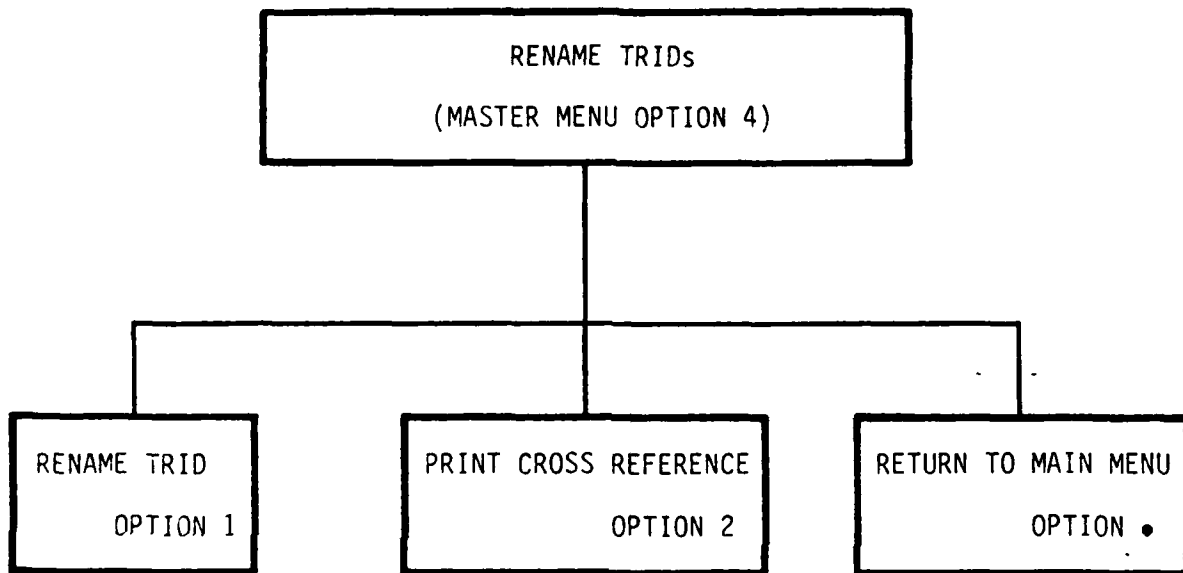 RENAME TRIDs
(MASTER MENU OPTION 4)
RENAME TRID
OPTION 1
PRINT CROSS REFERENCE
OPTION 2
RETURN TO MAIN MENU
OPTION •